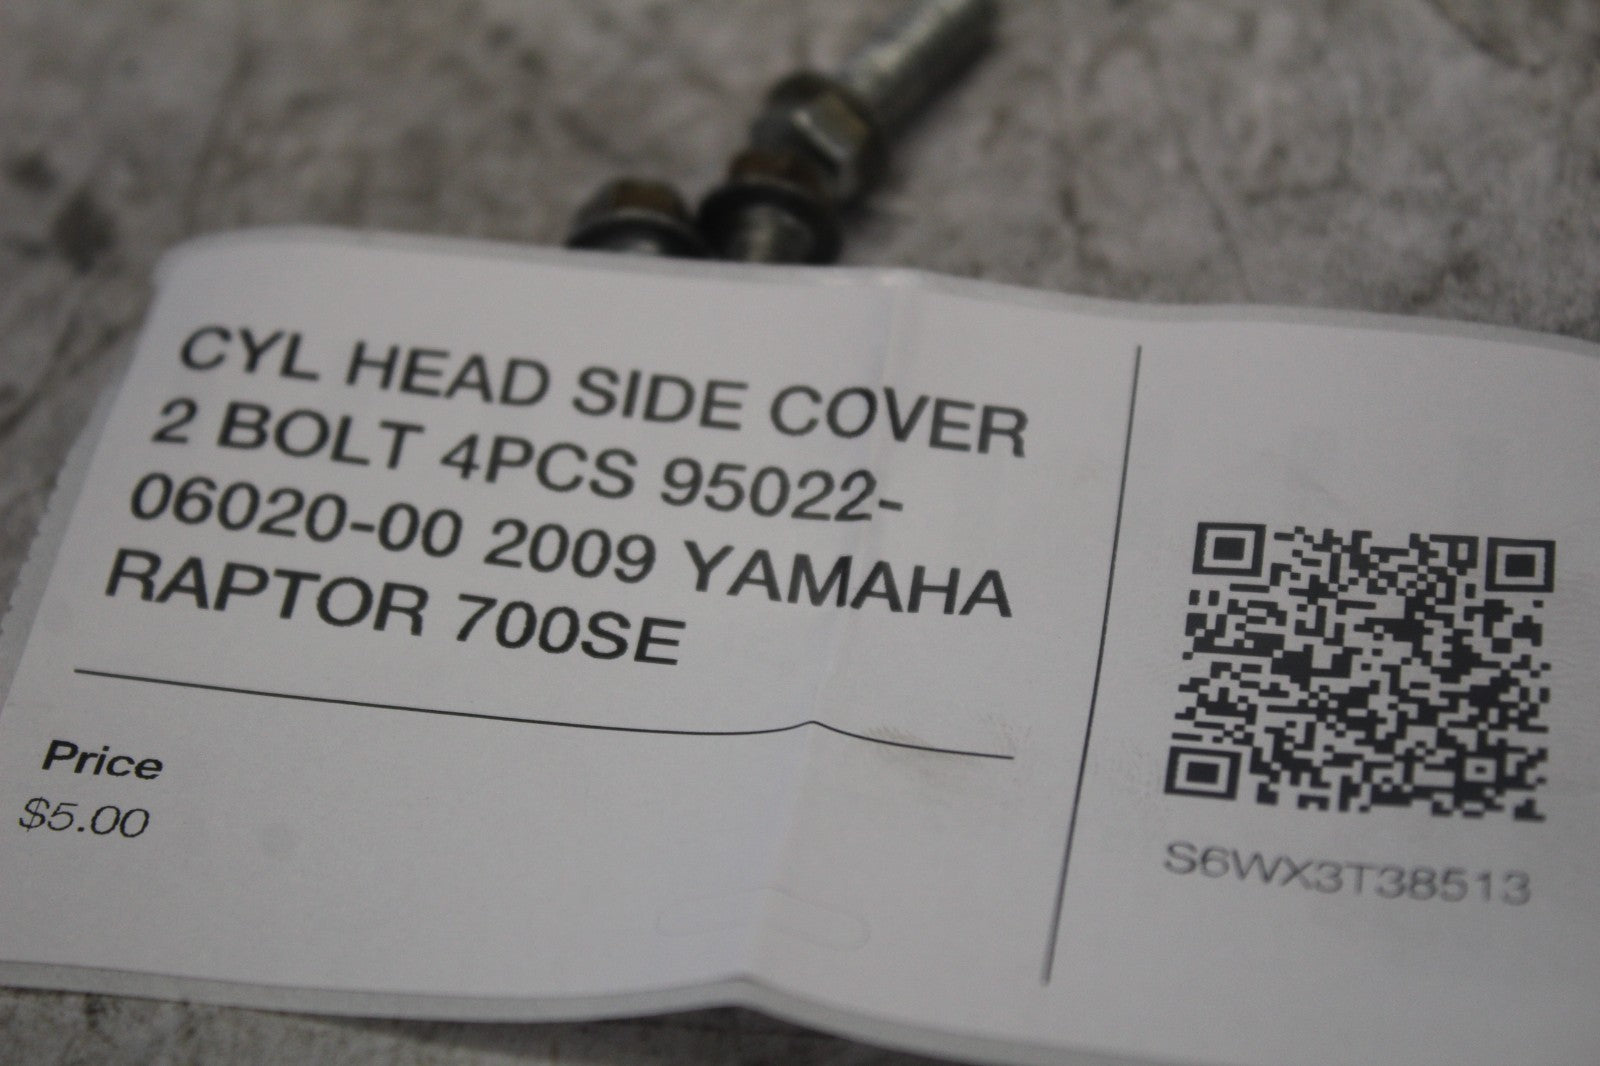 CYL HEAD SIDE COVER
2 BOLT 4PCS 95022-
06020-00 2009 YAMAHA
RAPTOR 700SE
Price
$5.00
S6WX3T38513